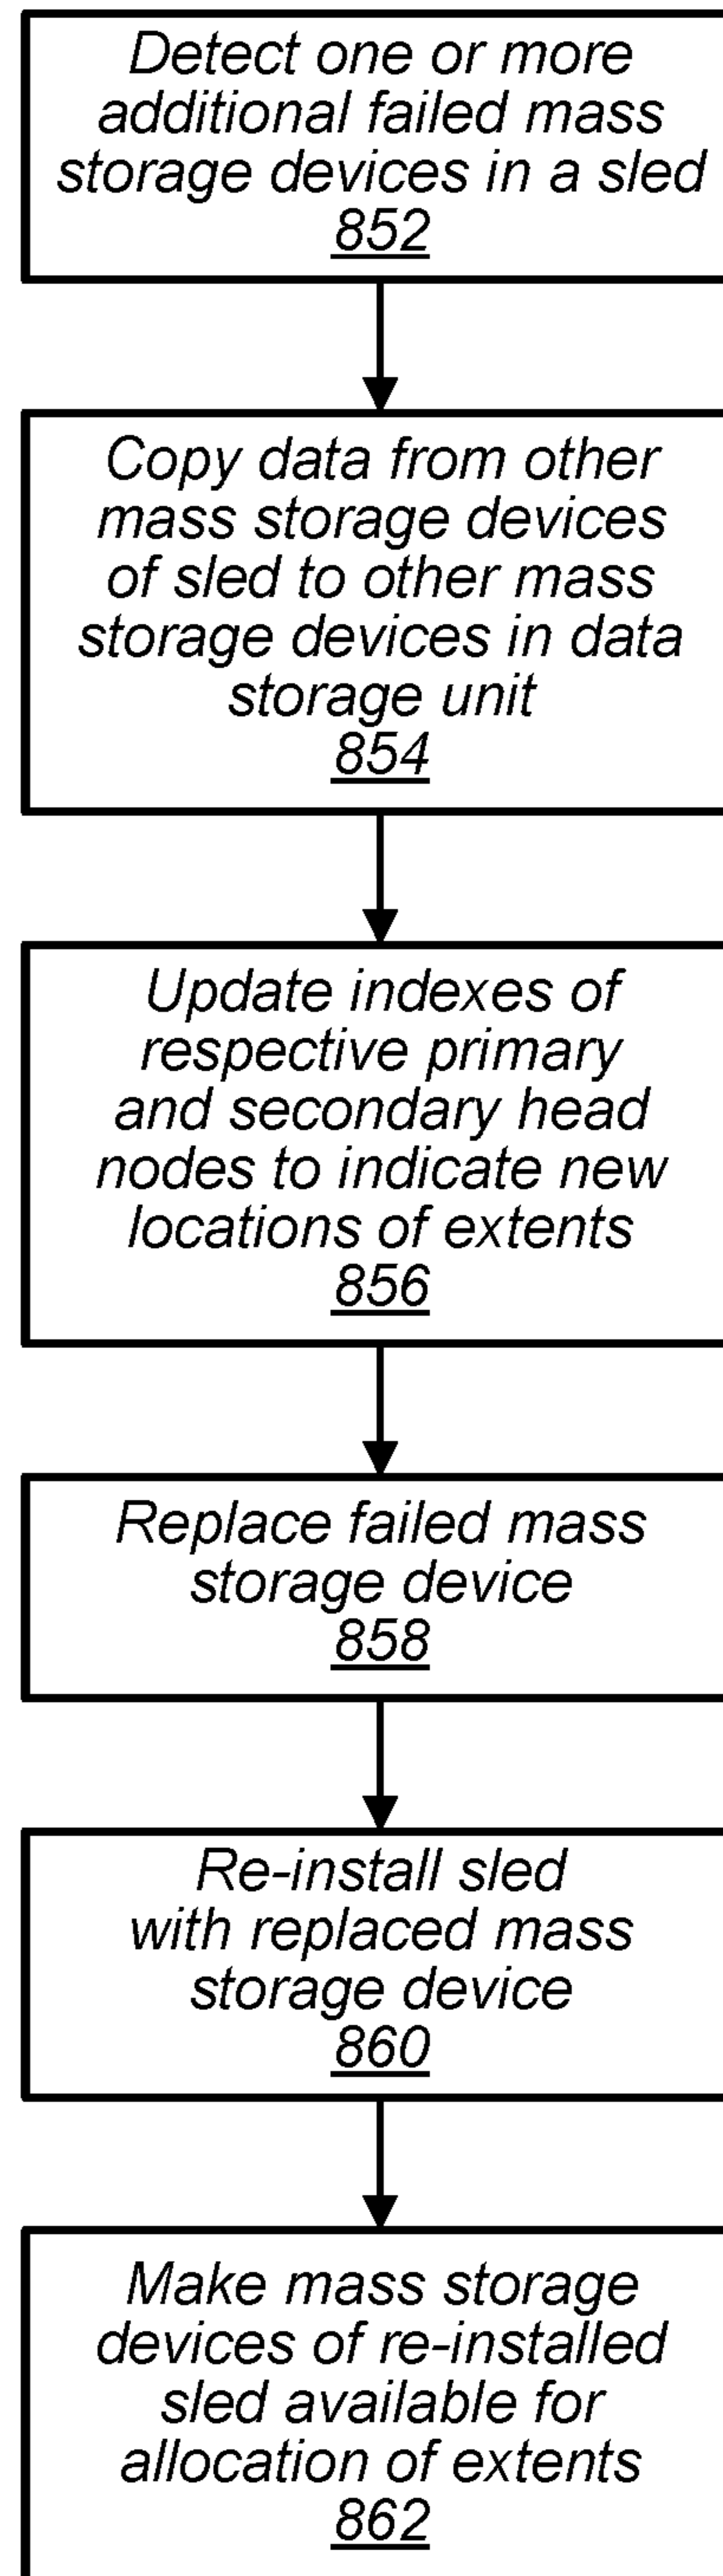 Detect one or more
additional failed mass
storage devices in a sled
852
Copy data from other
mass storage devices
of sled to other mass
storage devices in data
storage unit
854
Update indexes of
respective primary
and secondary head
nodes to indicate new
locations of extents
856
Replace failed mass
storage device
858
Re-install sled
with replaced mass
storage device
860
Make mass storage
devices of re-installed
sled available for
allocation of extents
862